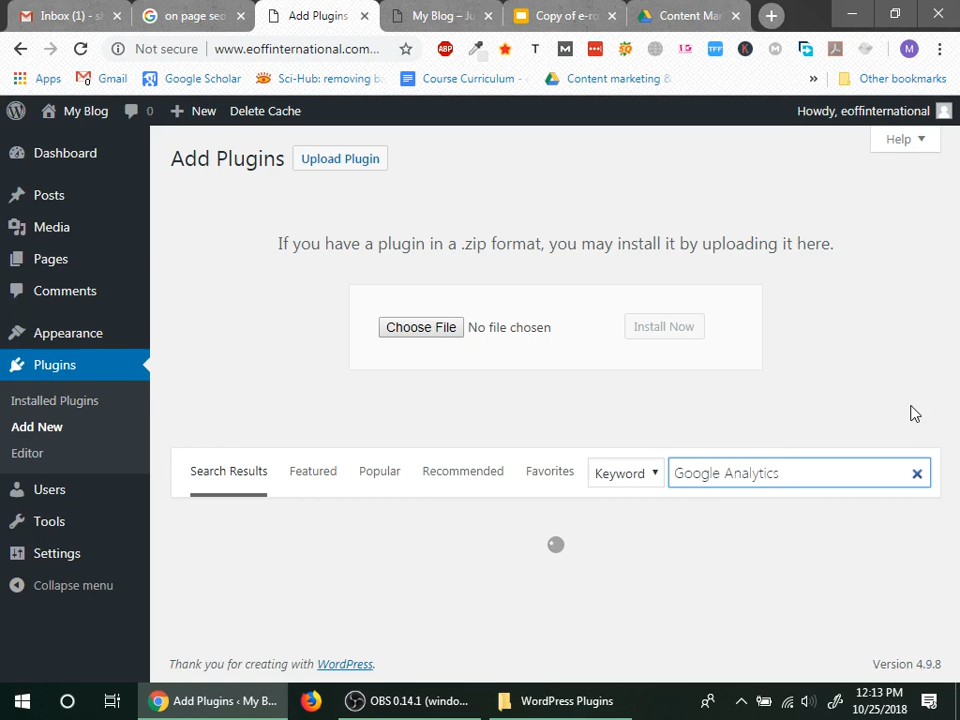 Inbox (1) - s
on page seo
Add Plugins
My Blog – Ju
Copy of e-ro
Content Mar
Not secure
www.eoffinternational.com...
Apps
Gmail
Google Scholar
Sci-Hub: removing ba
Course Curriculum -
Content marketing &
»
Other bookmarks
My Blog
0
New
Delete Cache
Howdy, eoffinternational
Dashboard
Posts
Media
Pages
Comments
Appearance
Plugins
Installed Plugins
Add New
Editor
Users
Tools
Settings
Collapse menu
Add Plugins
Upload Plugin
Help
If you have a plugin in a .zip format, you may install it by uploading it here.
Choose File No file chosen
Install Now
Search Results
Featured
Popular
Recommended
Favorites
Keyword
Google Analytics
Thank you for creating with WordPress.
Version 4.9.8
Add Plugins ‹ My B...
OBS 0.14.1 (windo...
WordPress Plugins
12:13 PM
10/25/2018